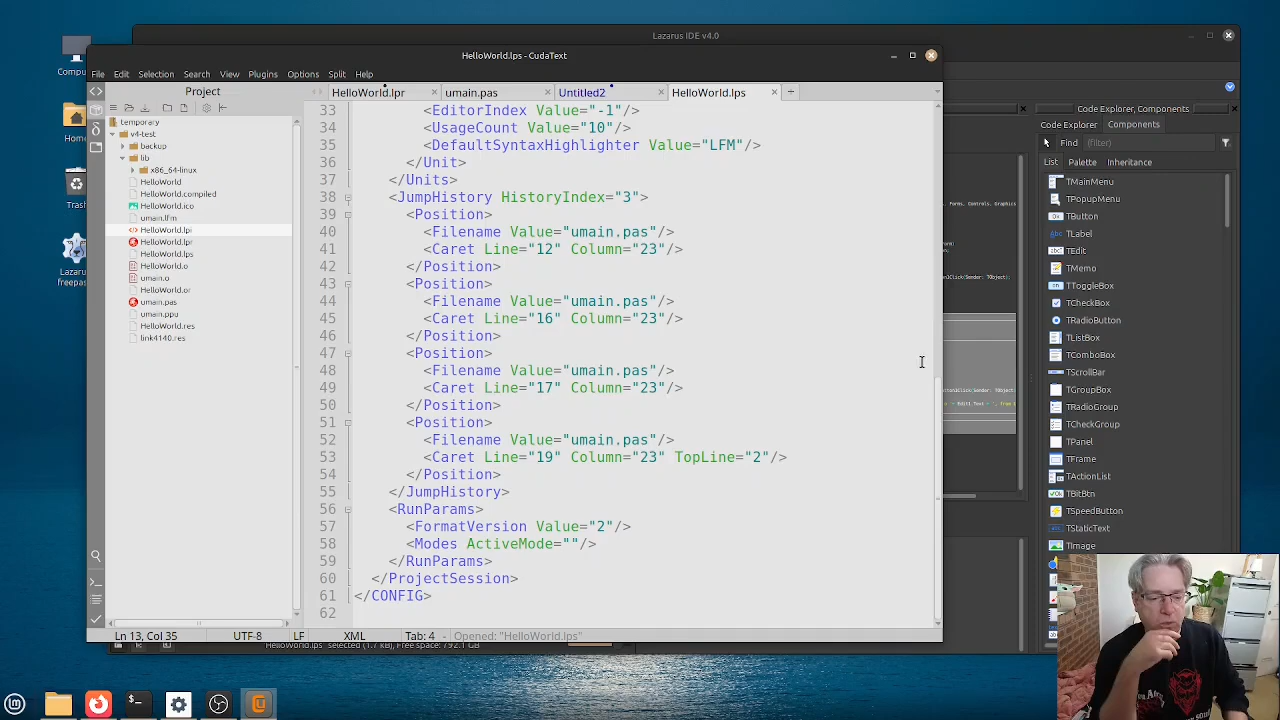 Lazarus IDE v4.0
HelloWorld.lps - CudaText
File Edit Selection Search View Plugins Options Split Help
Project
HelloWorld.lpr
umain.pas
Untitled2
HelloWorld.lps
temporary
v4-test
backup
lib
x86_64-linux
HelloWorld
HelloWorld.compiled
HelloWorld.ico
umain.lfm
HelloWorld.lpi
HelloWorld.lpr
HelloWorld.lps
HelloWorld.o
umain.o
HelloWorld.or
umain.pas
umain.ppu
HelloWorld.res
link4140.res
33 <EditorIndex Value="-1"/>
34 <UsageCount Value="10"/>
35 <DefaultSyntaxHighlighter Value="LFM"/>
36 </Unit>
37 </Units>
38 <JumpHistory HistoryIndex="3">
39 <Position>
40 <Filename Value="umain.pas"/>
41 <Caret Line="12" Column="23"/>
42 </Position>
43 <Position>
44 <Filename Value="umain.pas"/>
45 <Caret Line="16" Column="23"/>
46 </Position>
47 <Position>
48 <Filename Value="umain.pas"/>
49 <Caret Line="17" Column="23"/>
50 </Position>
51 <Position>
52 <Filename Value="umain.pas"/>
53 <Caret Line="19" Column="23" TopLine="2"/>
54 </Position>
55 </JumpHistory>
56 <RunParams>
57 <FormatVersion Value="2"/>
58 <Modes ActiveMode=""/>
59 </RunParams>
60 </ProjectSession>
61 </CONFIG>
62
Ln 13, Col 35 UTF-8 LF XML Tab: 4 Opened: "HelloWorld.lps"
Code Explorer, Components
Code Explorer Components
Find (filter)
List Palette Inheritance
TMainMenu
TPopupMenu
TButton
TLabel
TEdit
TMemo
TToggleBox
TCheckBox
TRadioButton
TListBox
TComboBox
TScrollBar
TGroupBox
TRadioGroup
TCheckGroup
TPanel
TFrame
TActionList
TBitBtn
TSpeedButton
TStaticText
TImage
Forms, Controls, Graphics
Compu
Home
Trash
Lazarus
freepas